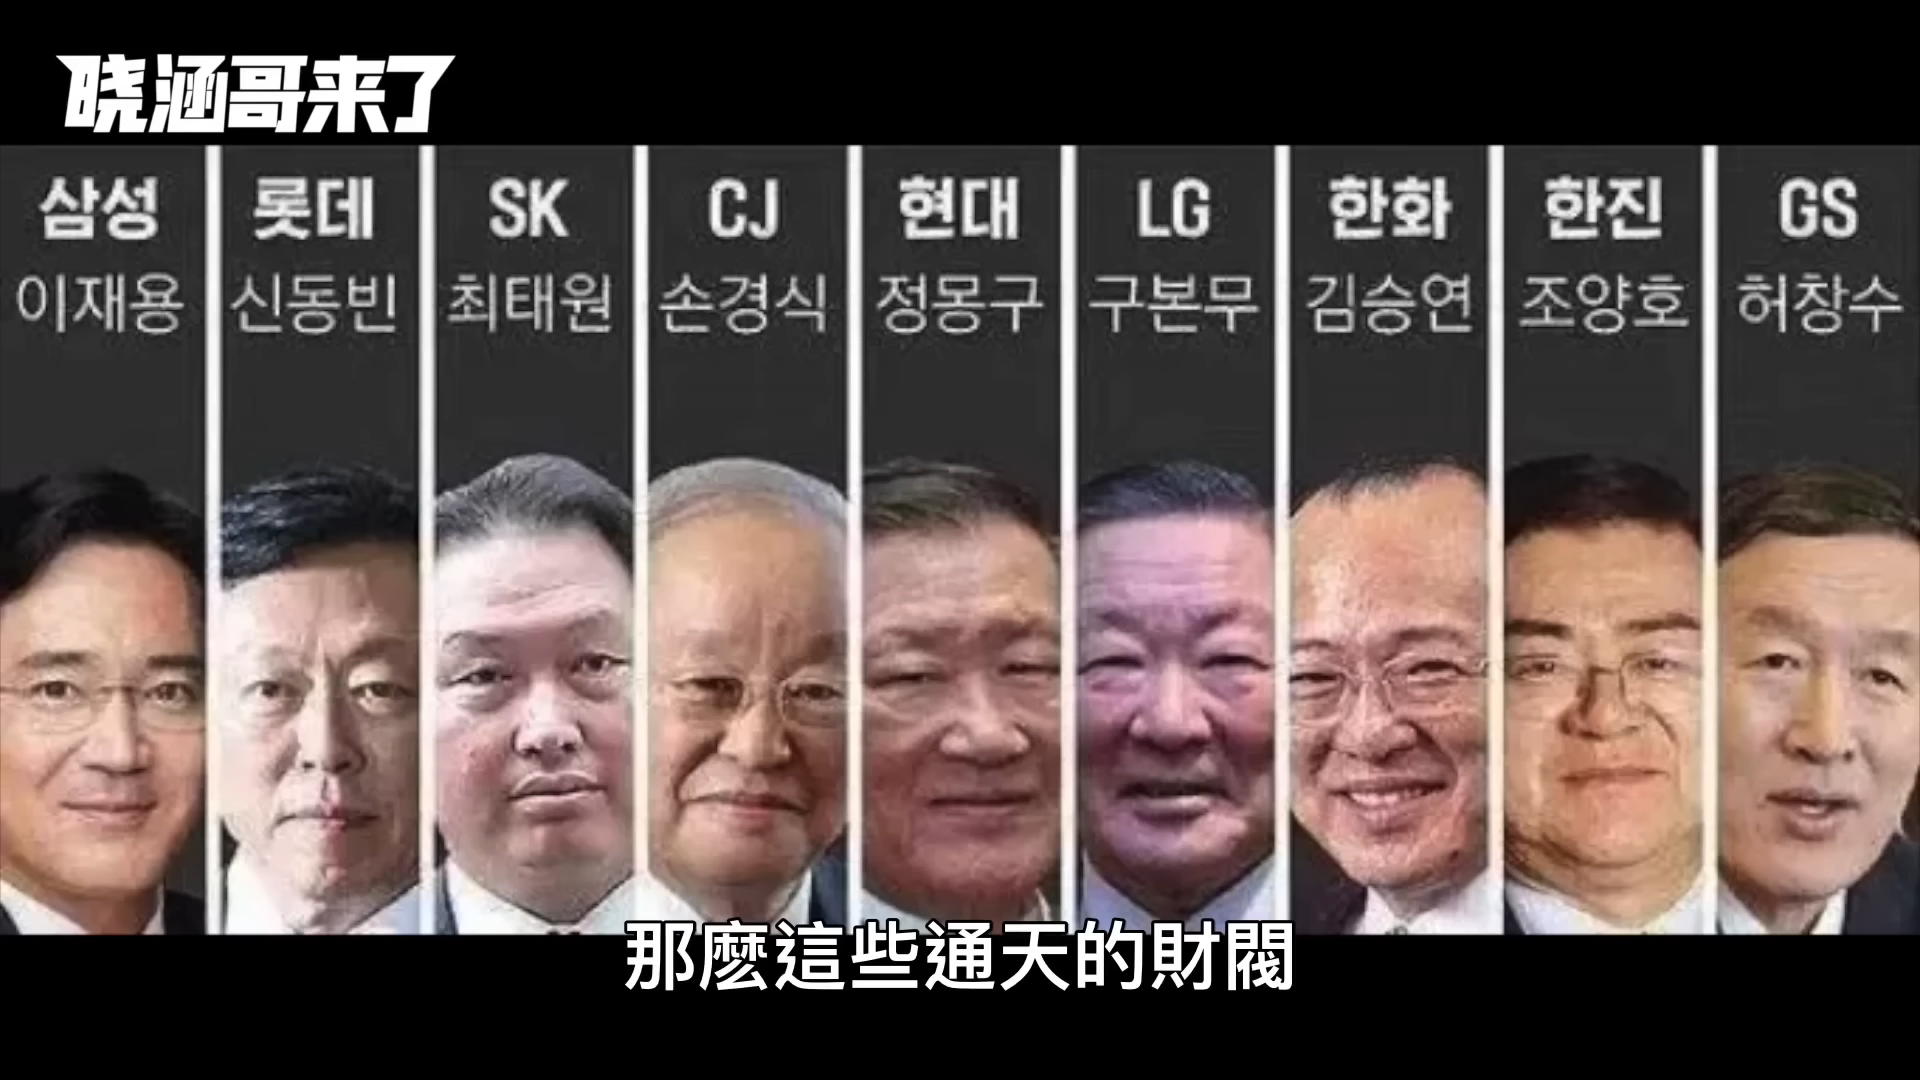 晓涵哥来了
삼성 롯데 SK CJ 현대 LG 한화 한진 GS
이재용 신동빈 최태원 손경식 정몽구 구본무 김승연 조양호 허창수
那麽這些通天的財閥